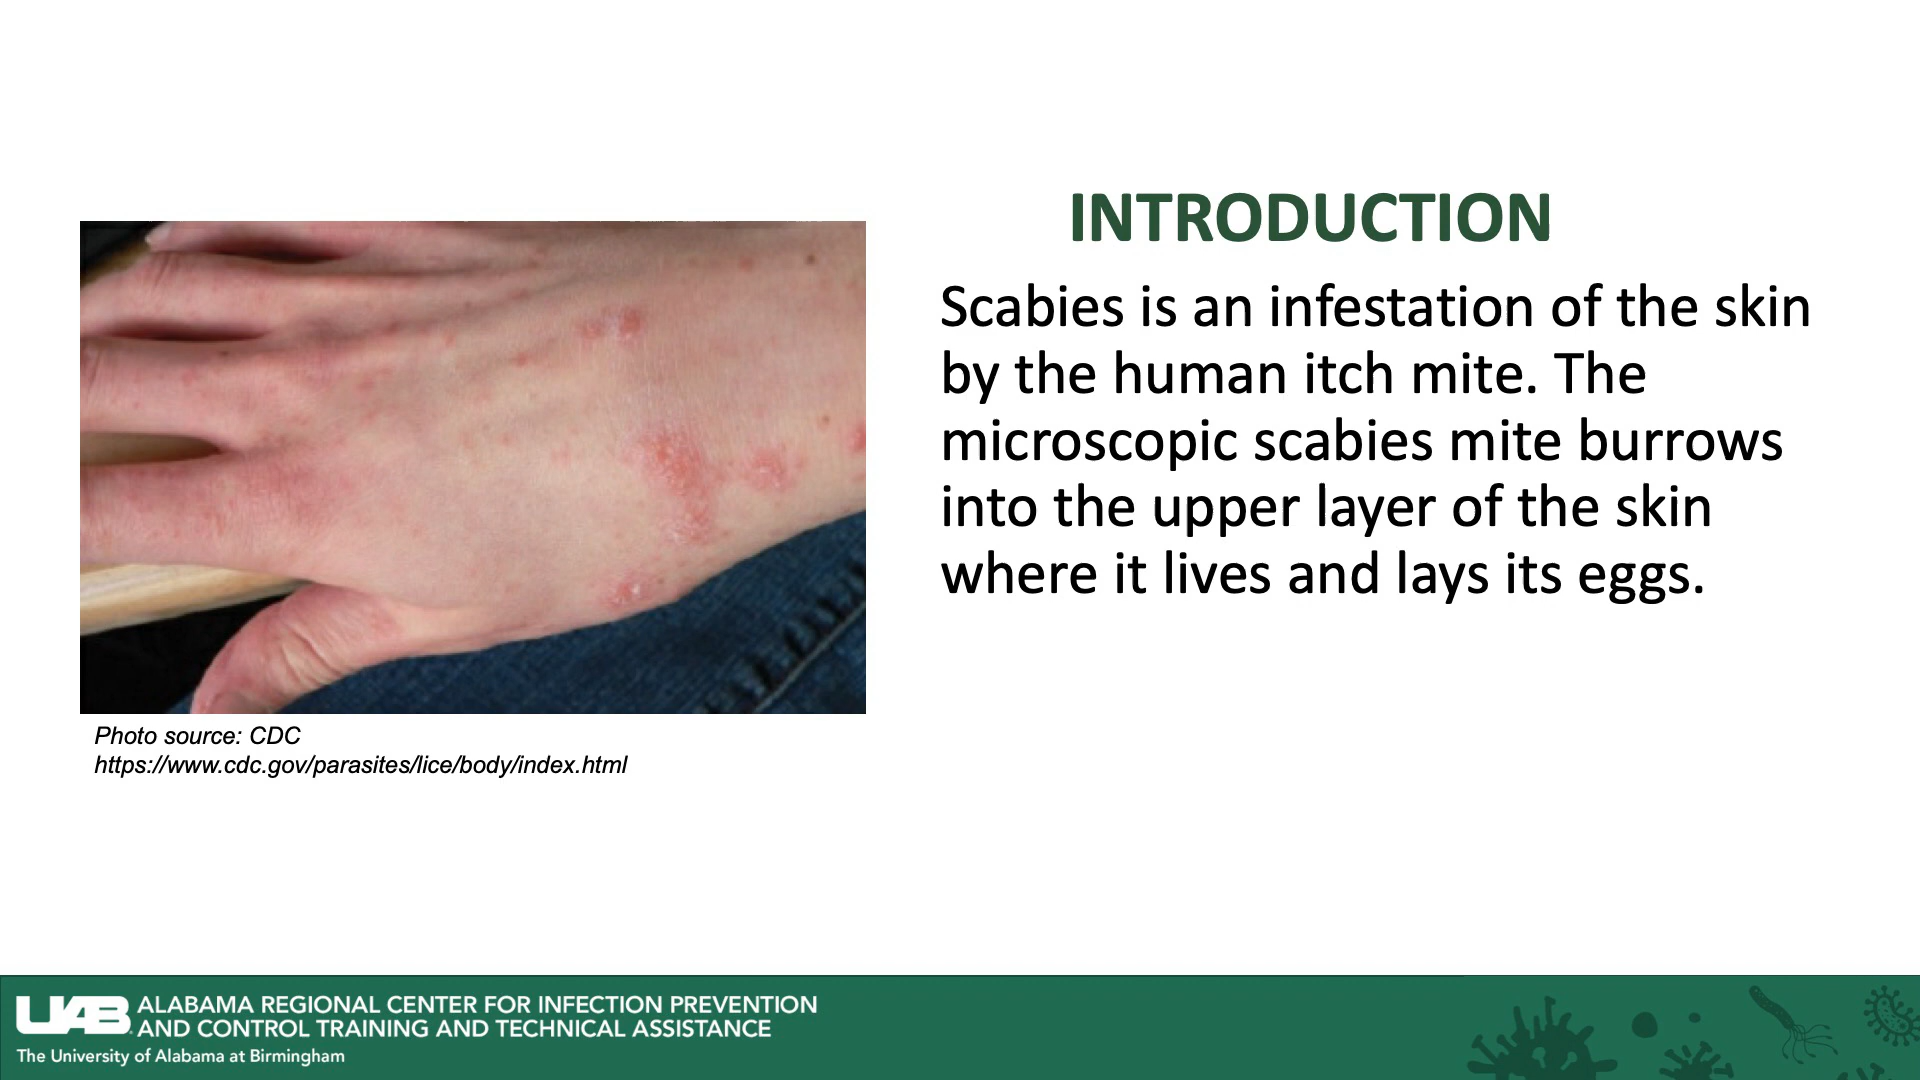 INTRODUCTION
Scabies is an infestation of the skin
by the human itch mite. The
microscopic scabies mite burrows
into the upper layer of the skin
where it lives and lays its eggs.
Photo source: CDC
https://www.cdc.gov/parasites/lice/body/index.html
UAB ALABAMA REGIONAL CENTER FOR INFECTION PREVENTION
AND CONTROL TRAINING AND TECHNICAL ASSISTANCE
The University of Alabama at Birmingham